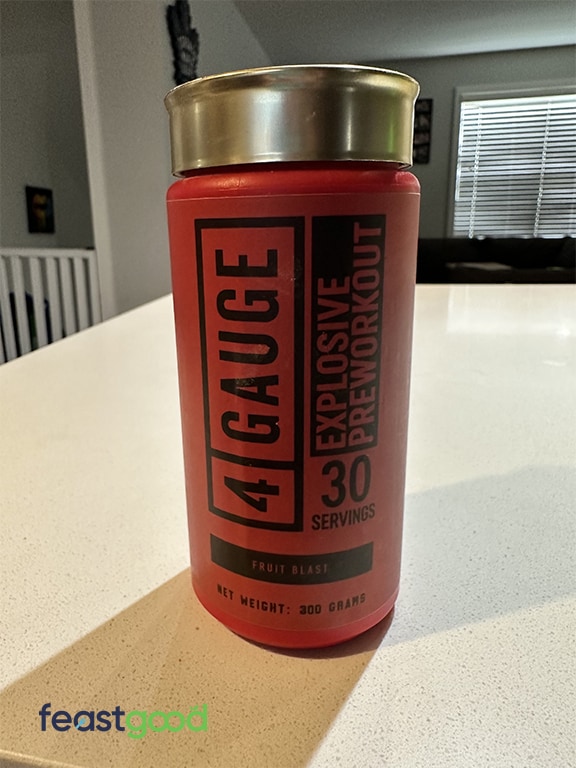 4 GAUGE
EXPLOSIVE
PREWORKOUT
30
SERVINGS
FRUIT BLAST
NET WEIGHT: 300 GRAMS
feastgood